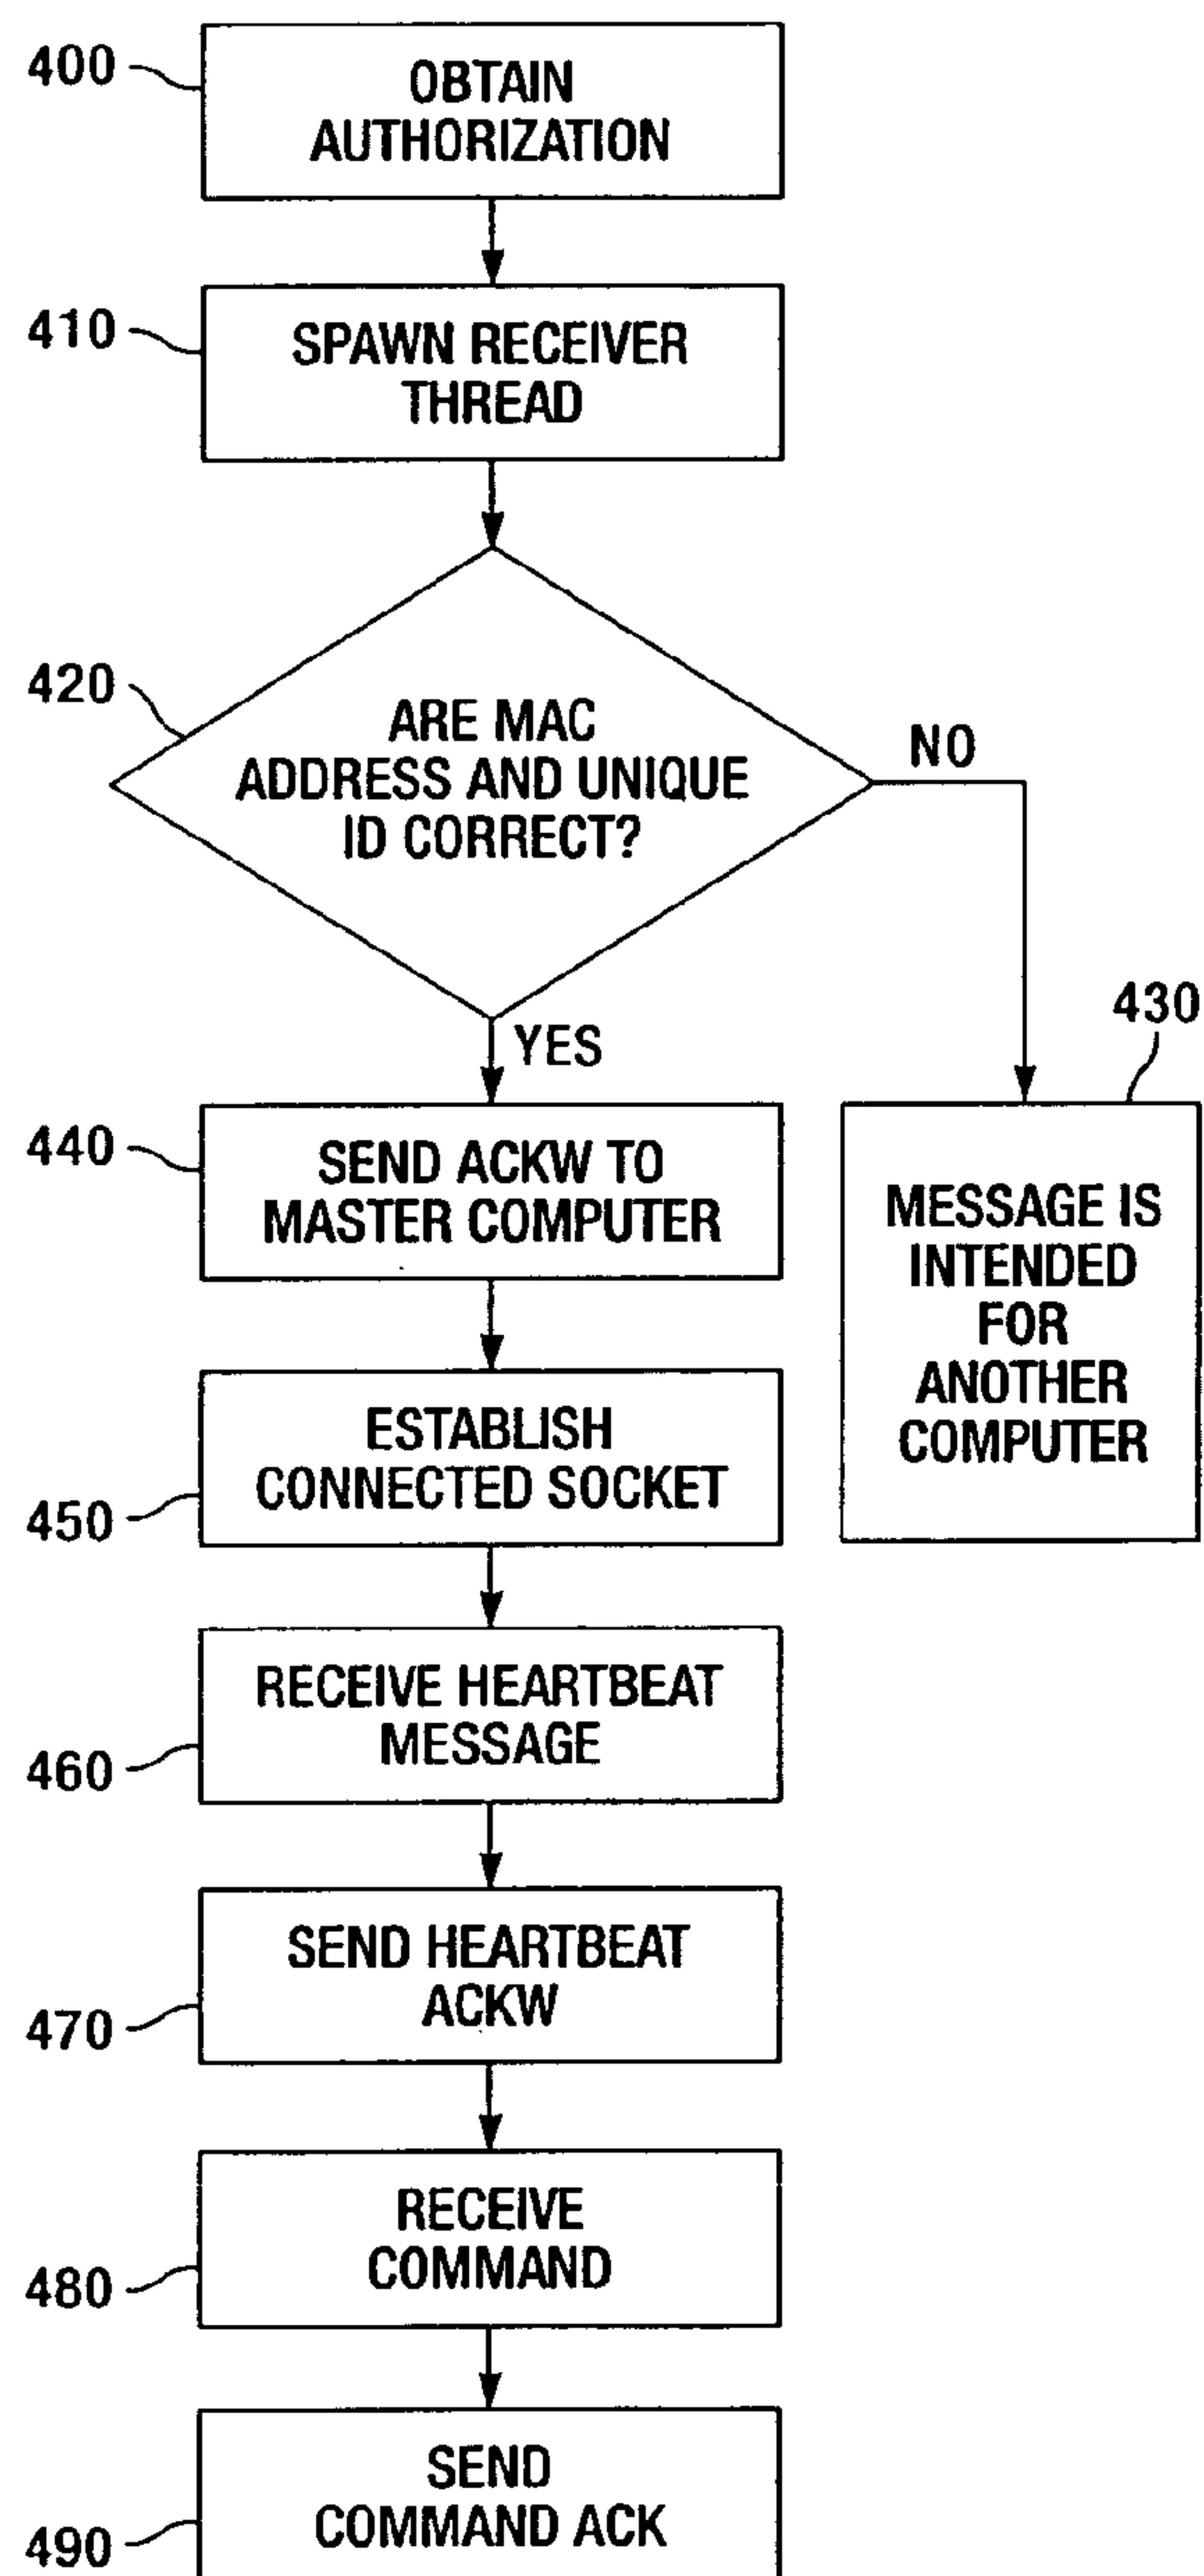 400
OBTAIN
AUTHORIZATION
410
SPAWN RECEIVER
THREAD
420
ARE MAC
ADDRESS AND UNIQUE
ID CORRECT?
NO
YES
430
MESSAGE IS
INTENDED
FOR
ANOTHER
COMPUTER
440
SEND ACKW TO
MASTER COMPUTER
450
ESTABLISH
CONNECTED SOCKET
460
RECEIVE HEARTBEAT
MESSAGE
470
SEND HEARTBEAT
ACKW
480
RECEIVE
COMMAND
490
SEND
COMMAND ACK